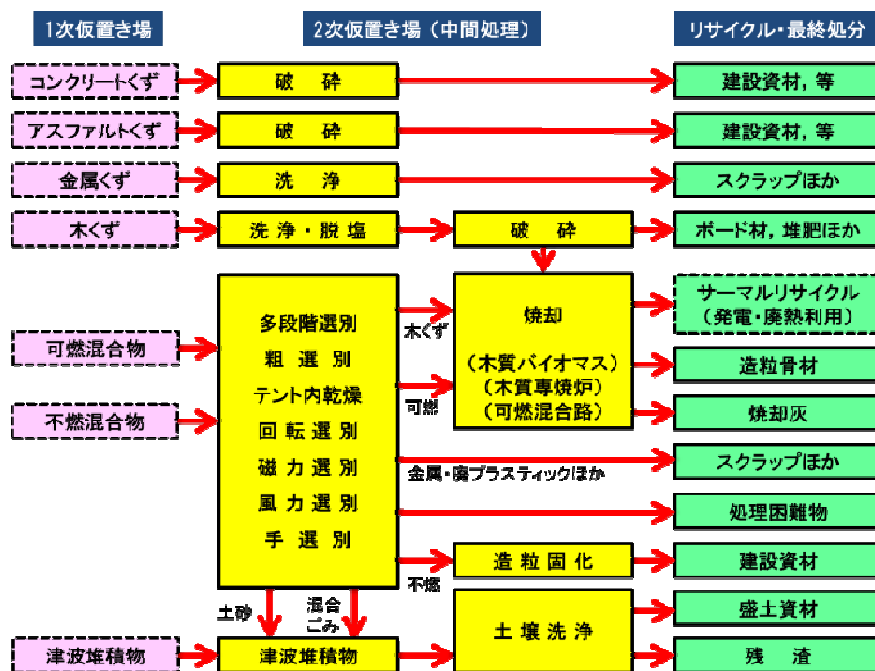 1次仮置き場
2次仮置き場（中間処理）
リサイクル・最終処分
コンクリートくず
破　砕
建設資材, 等
アスファルトくず
破　砕
建設資材, 等
金属くず
洗　浄
スクラップほか
木くず
洗浄・脱塩
破　砕
ボード材, 堆肥ほか
可燃混合物
不燃混合物
多段階選別
粗選別
テント内乾燥
回転選別
磁力選別
風力選別
手選別
木くず
可燃
焼却
（木質バイオマス）
（木質専焼炉）
（可燃混合路）
サーマルリサイクル
（発電・廃熱利用）
造粒骨材
焼却灰
金属・廃プラスティックほか
スクラップほか
処理困難物
不燃
造粒固化
建設資材
土砂
混合
ごみ
津波堆積物
津波堆積物
土壌洗浄
盛土資材
残　渣